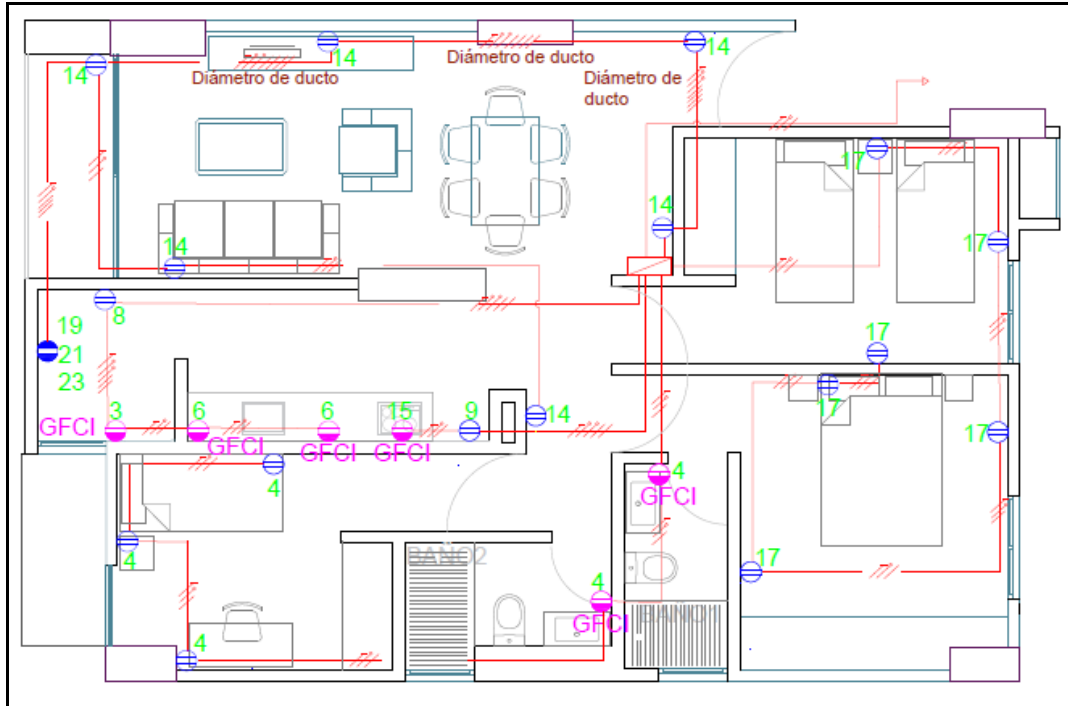 14
14
14
Diámetro de ducto
Diámetro de ducto
Diámetro de
ducto
17
14
14
17
8
19
21
23
17
17
3
6
6
15
9
14
17
GFCI
GFCI
GFCI
GFCI
4
4
GFCI
BAÑO2
4
17
4
GFCI
BAÑO1
4